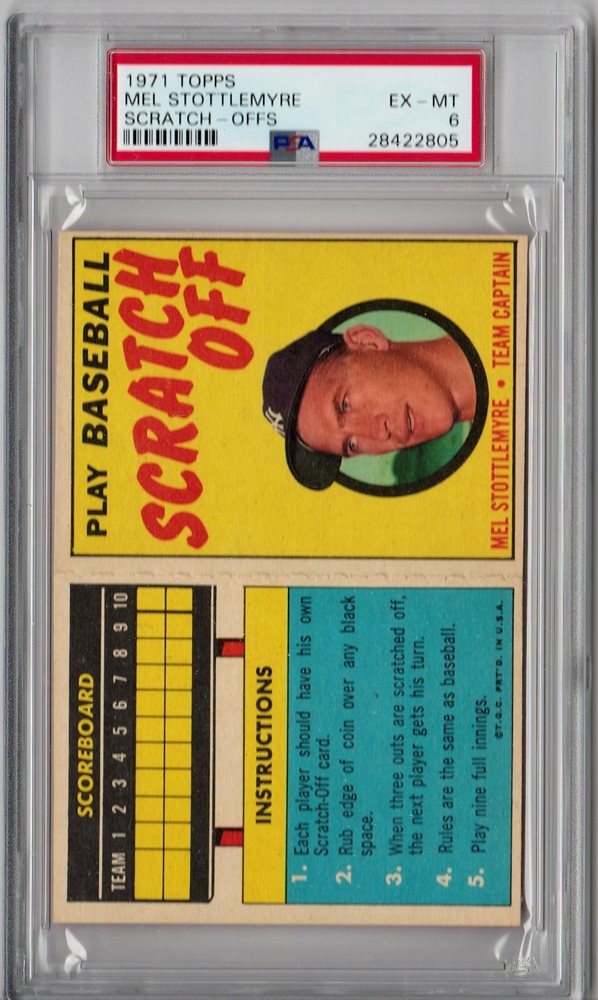 1971 TOPPS
MEL STOTTLEMYRE EX - MT
SCRATCH - OFFS 6
PSA 28422805
PLAY BASEBALL
SCRATCH
OFF
MEL STOTTLEMYRE • TEAM CAPTAIN
SCOREBOARD
TEAM 1 2 3 4 5 6 7 8 9 10
INSTRUCTIONS
1. Each player should have his own
Scratch-Off card.
2. Rub edge of coin over any black
space.
3. When three outs are scratched off,
the next player gets his turn.
4. Rules are the same as baseball.
5. Play nine full innings.
©T.G.C. PRT'D. IN U.S.A.